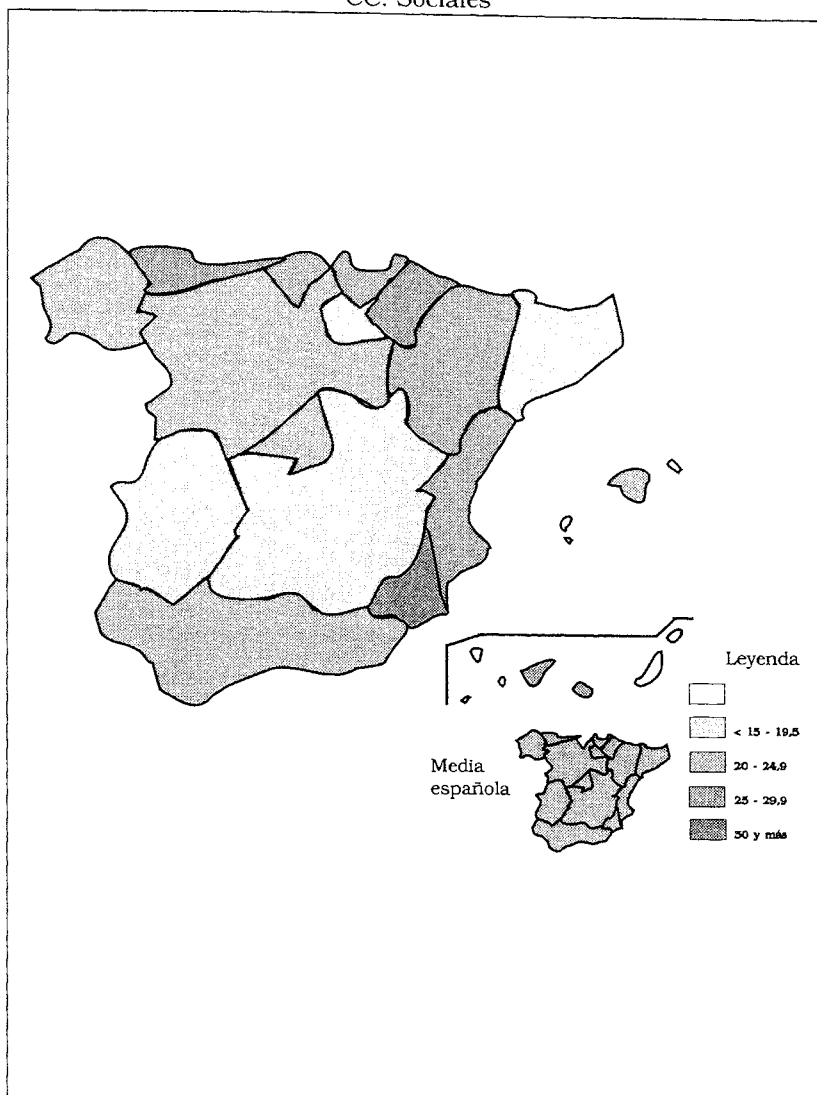 CC. Sociales
Leyenda
< 15 - 19,5
20 - 24,9
25 - 29,9
30 y más
Media
española